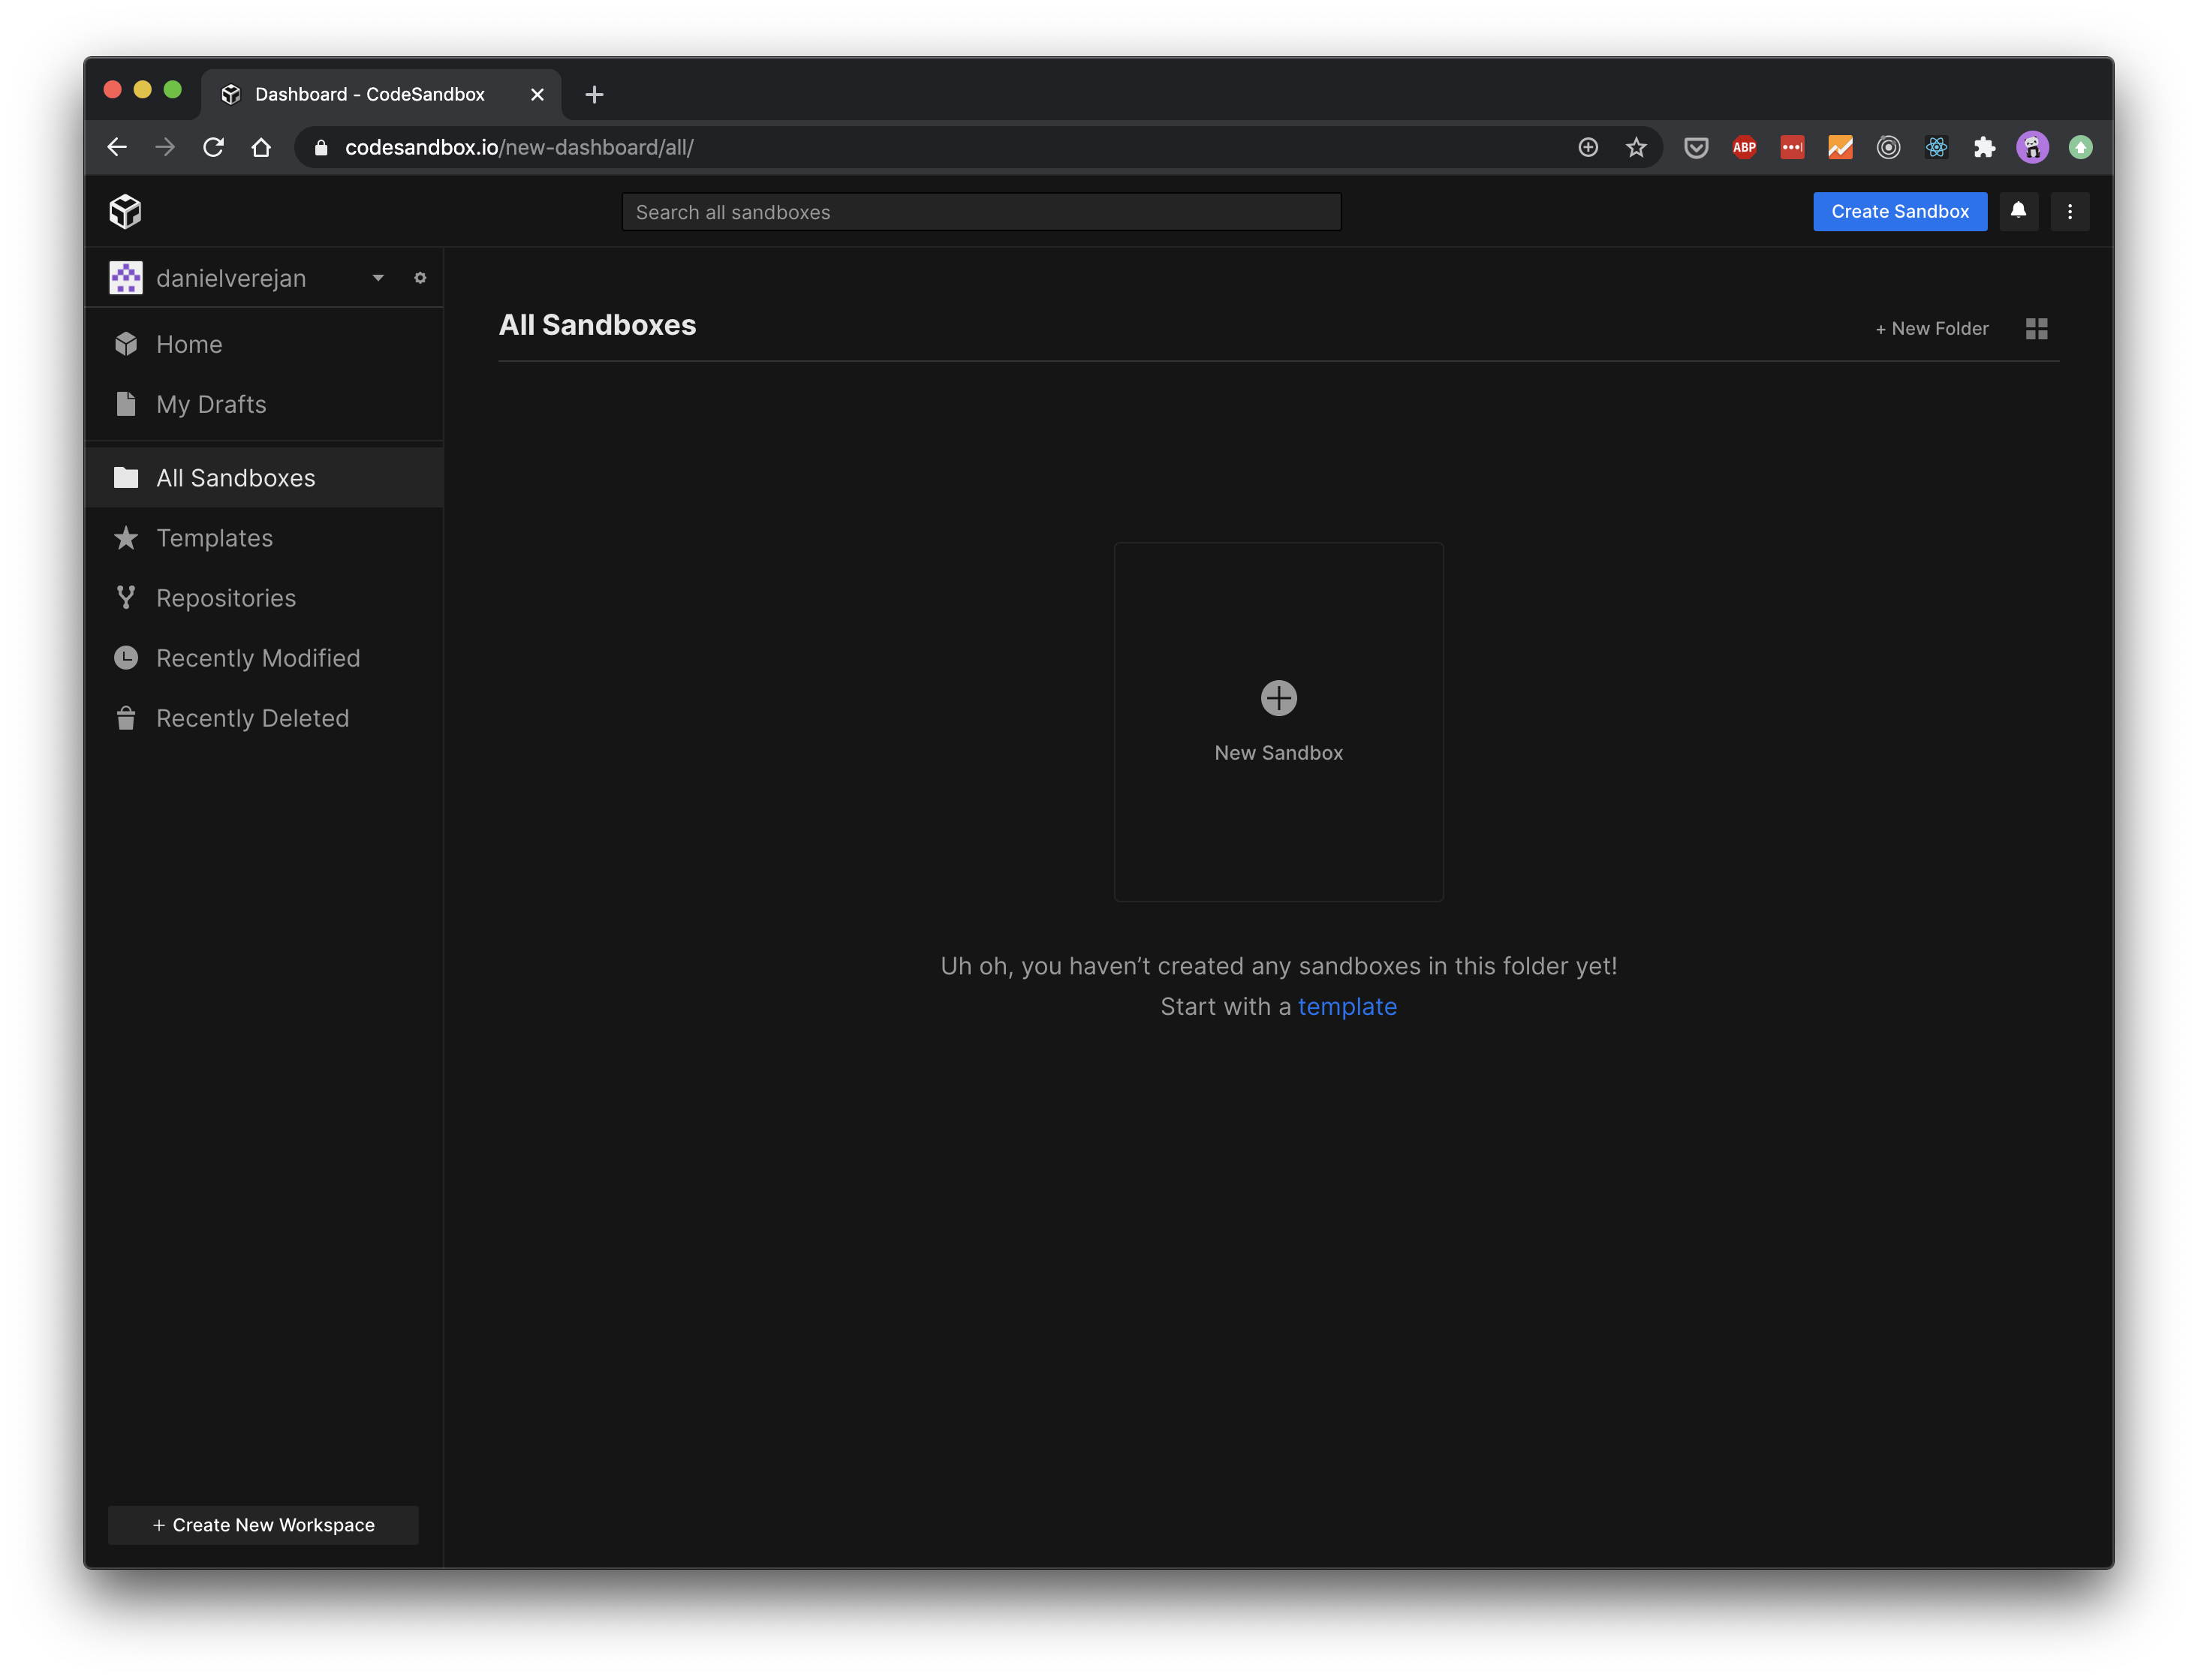 Dashboard - CodeSandbox
codesandbox.io/new-dashboard/all/
ABP
Search all sandboxes
Create Sandbox
danielverejan
Home
My Drafts
All Sandboxes
Templates
Repositories
Recently Modified
Recently Deleted
+ Create New Workspace
All Sandboxes
+ New Folder
New Sandbox
Uh oh, you haven’t created any sandboxes in this folder yet!
Start with a template